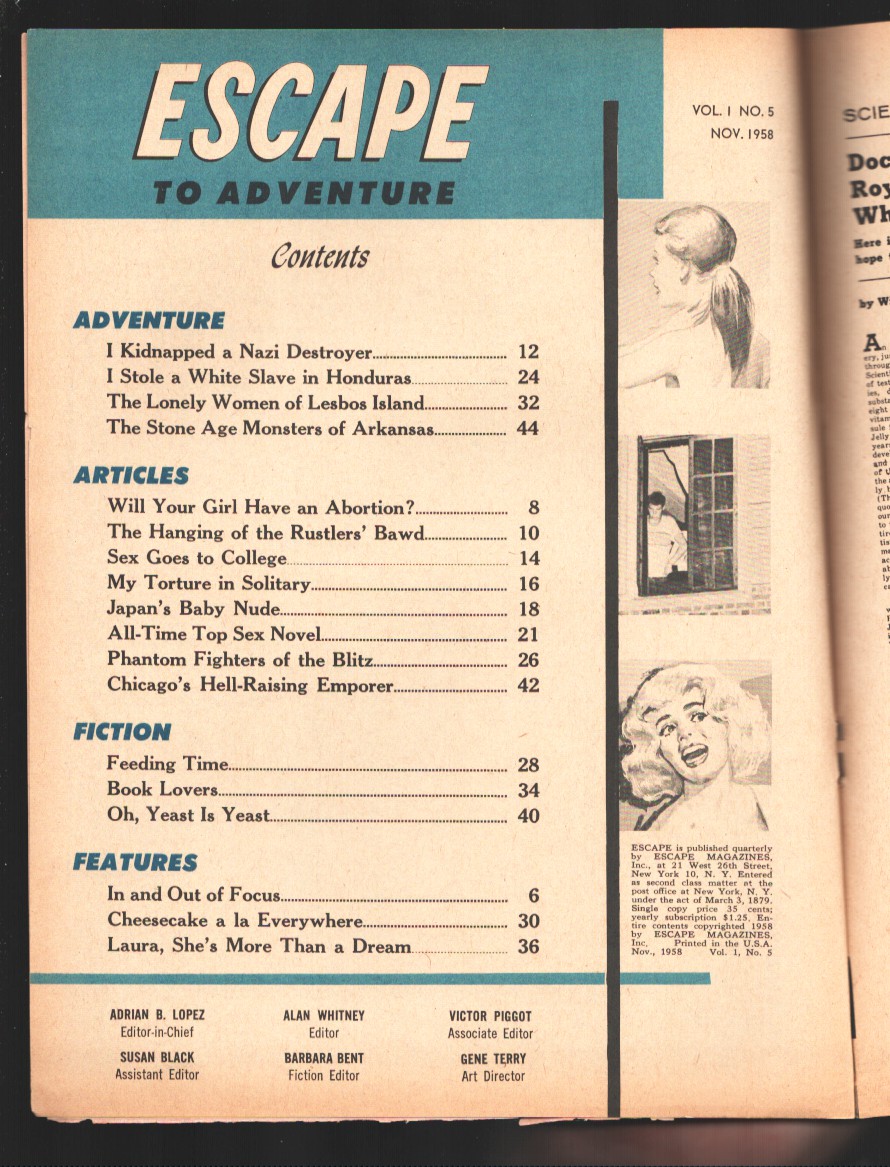 ESCAPE
TO ADVENTURE
VOL. I NO. 5
NOV. 1958
Contents
ADVENTURE
I Kidnapped a Nazi Destroyer 12
I Stole a White Slave in Honduras 24
The Lonely Women of Lesbos Island 32
The Stone Age Monsters of Arkansas 44
ARTICLES
Will Your Girl Have an Abortion? 8
The Hanging of the Rustlers' Bawd 10
Sex Goes to College 14
My Torture in Solitary 16
Japan's Baby Nude 18
All-Time Top Sex Novel 21
Phantom Fighters of the Blitz 26
Chicago's Hell-Raising Emporer 42
FICTION
Feeding Time 28
Book Lovers 34
Oh, Yeast Is Yeast 40
FEATURES
In and Out of Focus 6
Cheesecake a la Everywhere 30
Laura, She's More Than a Dream 36
ESCAPE is published quarterly
by ESCAPE MAGAZINES,
Inc., at 21 West 26th Street,
New York 10, N. Y. Entered
as second class matter at the
post office at New York, N. Y.
under the act of March 3, 1879.
Single copy price 35 cents;
yearly subscription $1.25. En-
tire contents copyrighted 1958
by ESCAPE MAGAZINES,
Inc. Printed in the U.S.A.
Nov., 1958 Vol. 1, No. 5
ADRIAN B. LOPEZ
Editor-in-Chief
ALAN WHITNEY
Editor
VICTOR PIGGOT
Associate Editor
SUSAN BLACK
Assistant Editor
BARBARA BENT
Fiction Editor
GENE TERRY
Art Director
SCIE
Doc
Roy
Wh
Here i
hope
by W
An